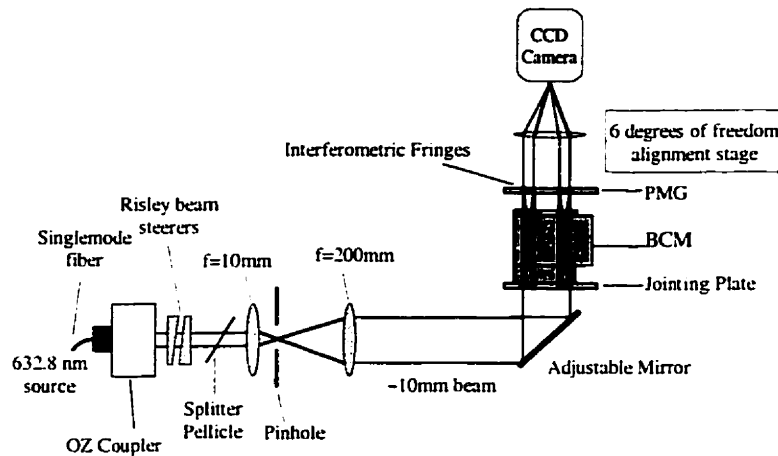 CCD
Camera
6 degrees of freedom
alignment stage
Interferometric Fringes
PMG
Risley beam
steerers
Singlemode
fiber
BCM
f=10mm
f=200mm
Jointing Plate
632.8 nm
source
~10mm beam
Adjustable Mirror
Splitter
Pellicle
Pinhole
OZ Coupler